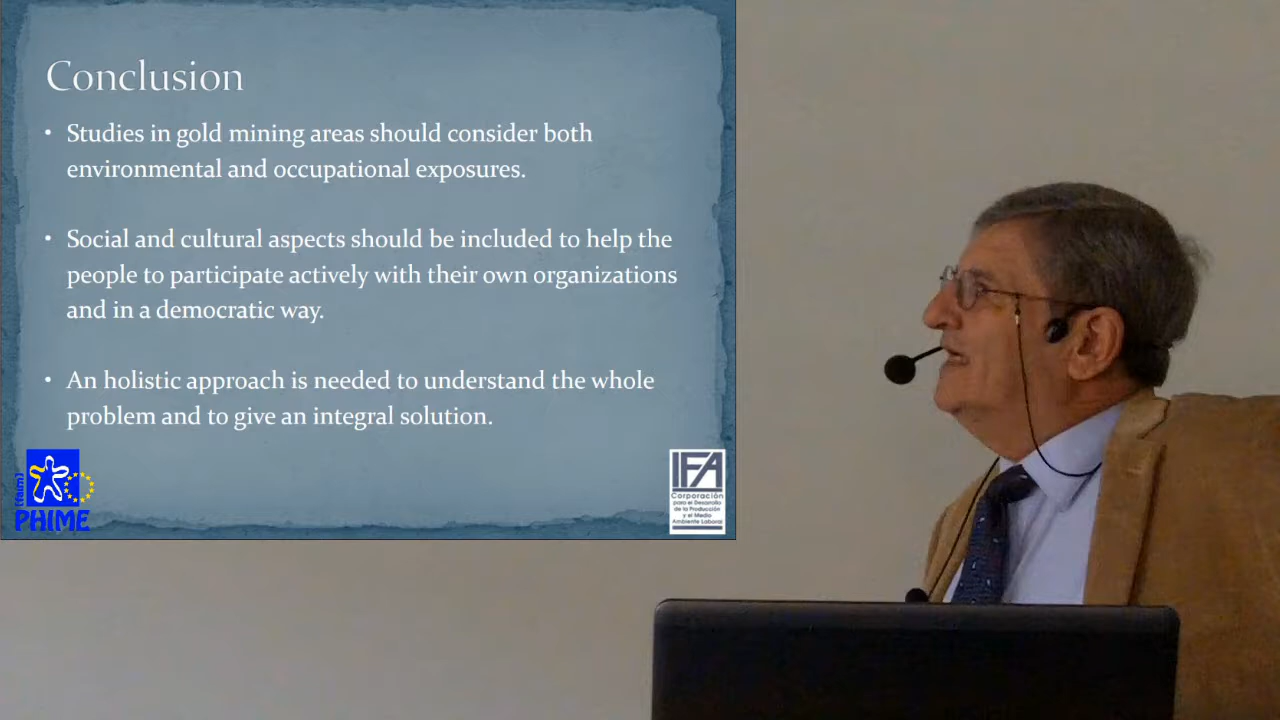 Conclusion
• Studies in gold mining areas should consider both
environmental and occupational exposures.
• Social and cultural aspects should be included to help the
people to participate actively with their own organizations
and in a democratic way.
• An holistic approach is needed to understand the whole
problem and to give an integral solution.
(faim)
PHIME
IFA
Corporación
para el Desarrollo
de la Producción
y el Medio
Ambiente Laboral